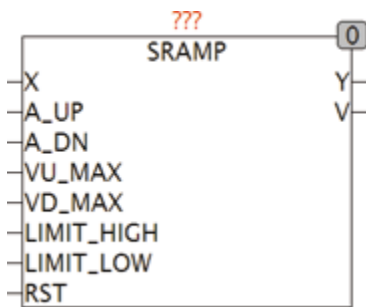 ???
0
SRAMP
X Y
A_UP V
A_DN
VU_MAX
VD_MAX
LIMIT_HIGH
LIMIT_LOW
RST